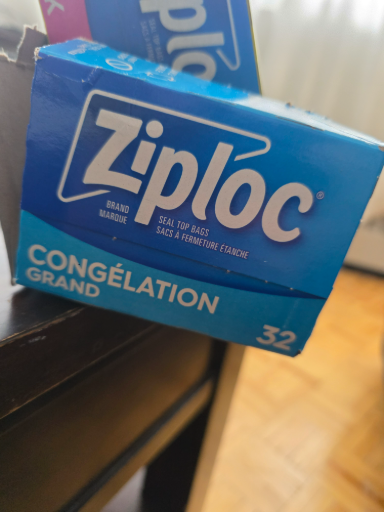 Ziploc®
BRAND
MARQUE
SEAL TOP BAGS
SACS À FERMETURE ÉTANCHE
CONGÉLATION
GRAND
32